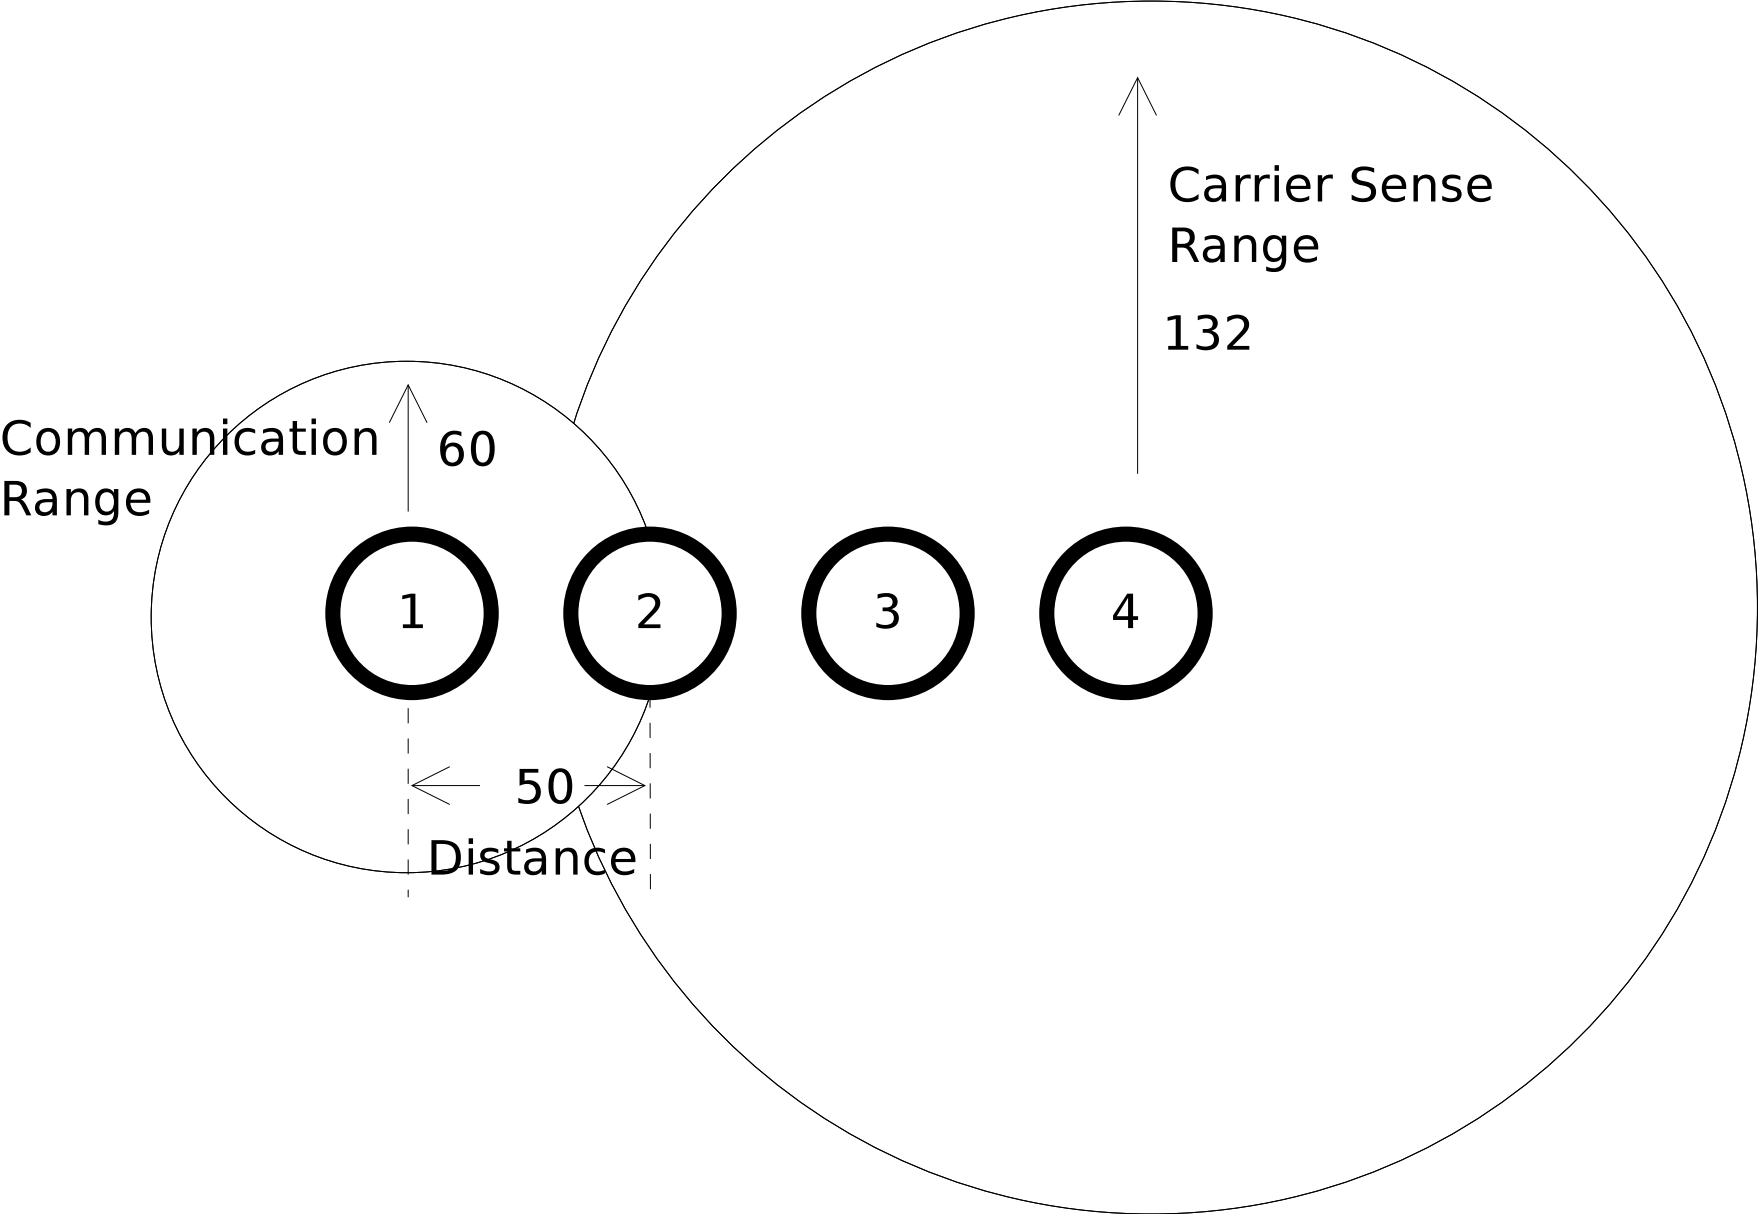 Carrier Sense
Range
132
Communication
Range
60
1
2
3
4
50
Distance